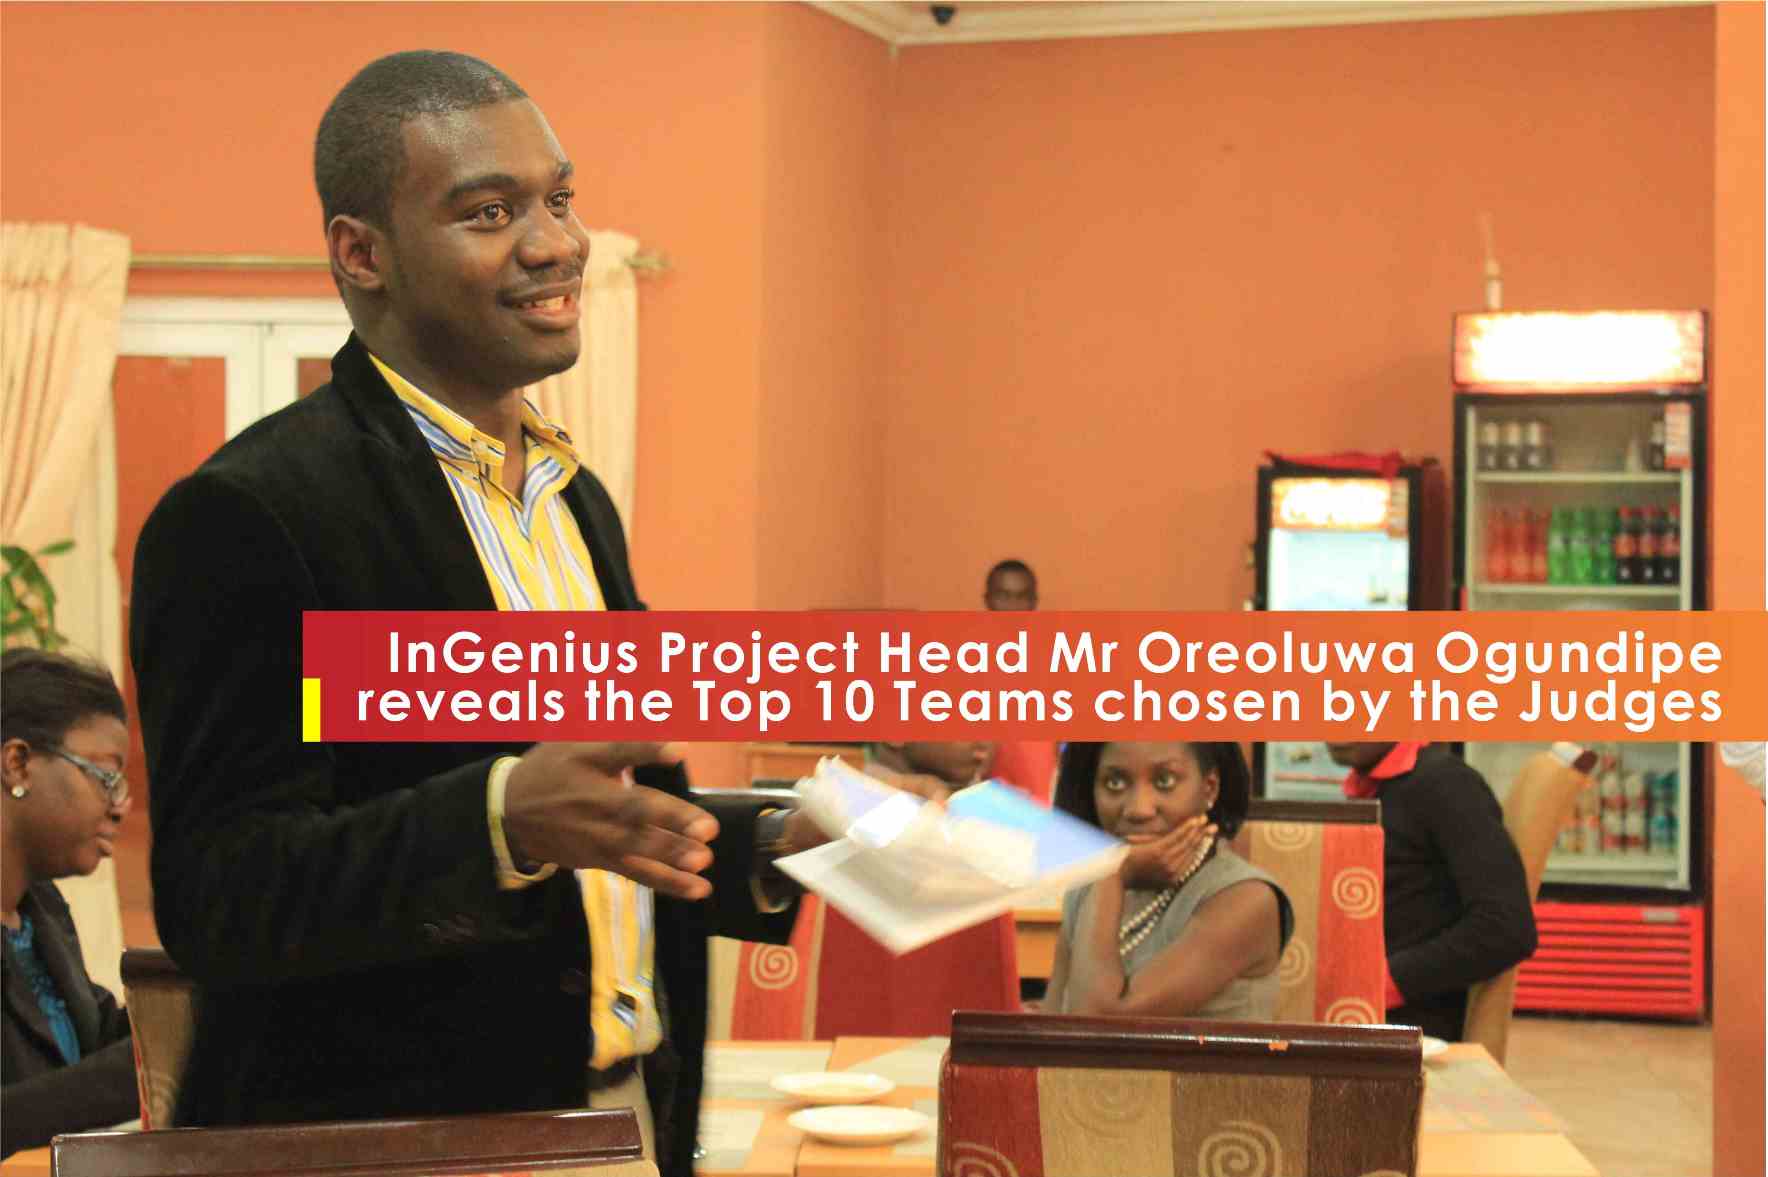 InGenius Project Head Mr Oreoluwa Ogundipe
reveals the Top 10 Teams chosen by the Judges